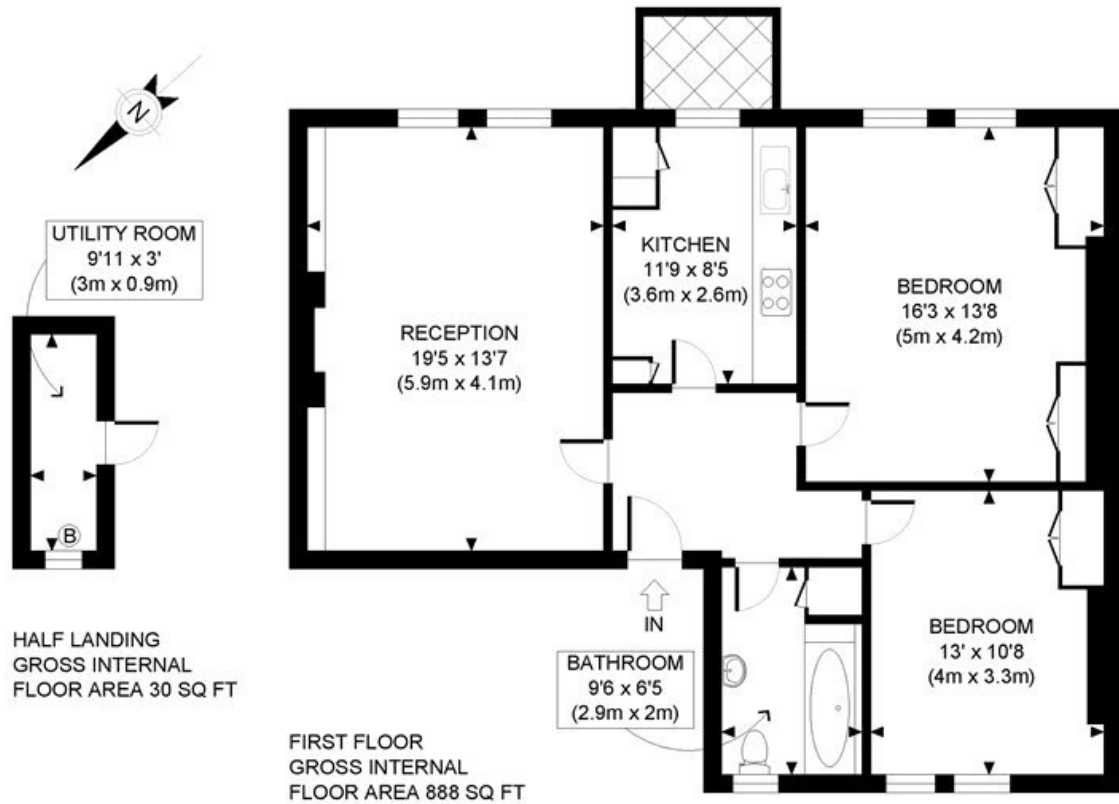 N
UTILITY ROOM
9'11 x 3'
(3m x 0.9m)
B
HALF LANDING
GROSS INTERNAL
FLOOR AREA 30 SQ FT
RECEPTION
19'5 x 13'7
(5.9m x 4.1m)
KITCHEN
11'9 x 8'5
(3.6m x 2.6m)
BEDROOM
16'3 x 13'8
(5m x 4.2m)
IN
BATHROOM
9'6 x 6'5
(2.9m x 2m)
BEDROOM
13' x 10'8
(4m x 3.3m)
FIRST FLOOR
GROSS INTERNAL
FLOOR AREA 888 SQ FT